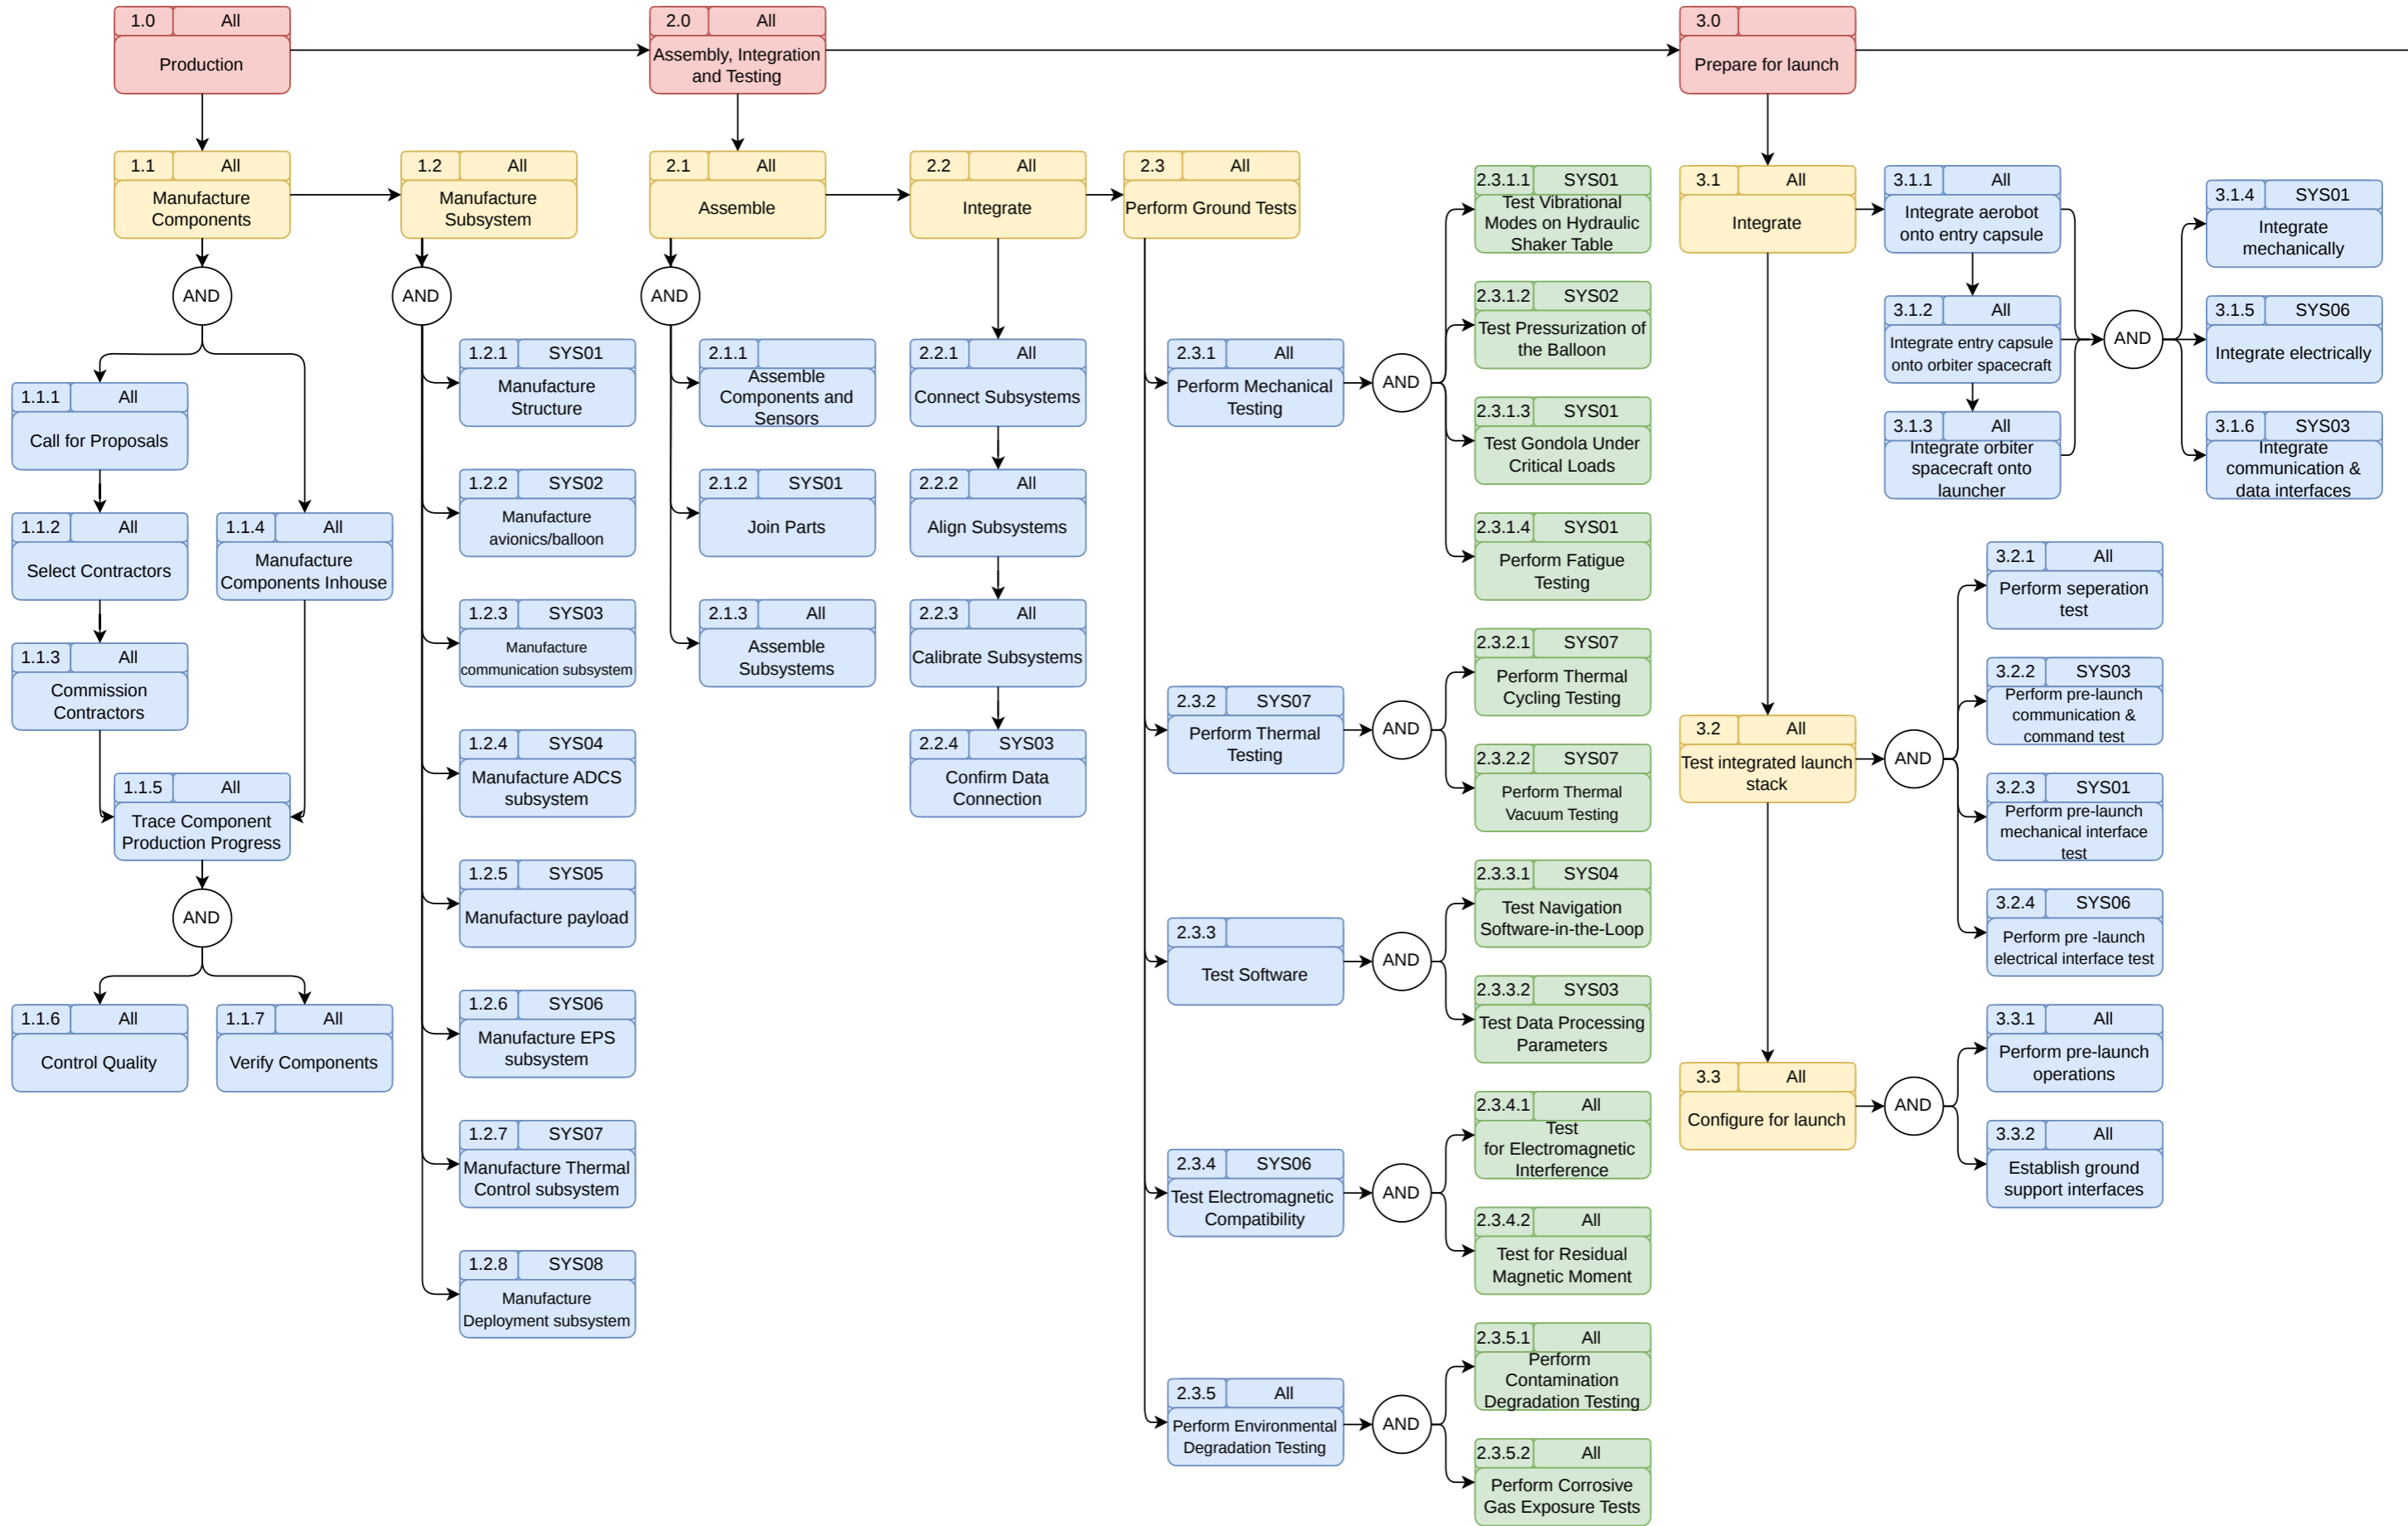 1.0 All
Production
2.0 All
Assembly, Integration
and Testing
3.0
Prepare for launch
1.1 All
Manufacture
Components
1.2 All
Manufacture
Subsystem
AND
AND
1.1.1 All
Call for Proposals
1.1.2 All
Select Contractors
1.1.3 All
Commission
Contractors
1.1.4 All
Manufacture
Components Inhouse
1.1.5 All
Trace Component
Production Progress
AND
1.1.6 All
Control Quality
1.1.7 All
Verify Components
1.2.1 SYS01
Manufacture
Structure
1.2.2 SYS02
Manufacture
avionics/balloon
1.2.3 SYS03
Manufacture
communication subsystem
1.2.4 SYS04
Manufacture ADCS
subsystem
1.2.5 SYS05
Manufacture payload
1.2.6 SYS06
Manufacture EPS
subsystem
1.2.7 SYS07
Manufacture Thermal
Control subsystem
1.2.8 SYS08
Manufacture
Deployment subsystem
2.1 All
Assemble
2.2 All
Integrate
2.3 All
Perform Ground Tests
AND
2.1.1
Assemble
Components and
Sensors
2.1.2 SYS01
Join Parts
2.1.3 All
Assemble
Subsystems
2.2.1 All
Connect Subsystems
2.2.2 All
Align Subsystems
2.2.3 All
Calibrate Subsystems
2.2.4 SYS03
Confirm Data
Connection
2.3.1 All
Perform Mechanical
Testing
AND
2.3.1.1 SYS01
Test Vibrational
Modes on Hydraulic
Shaker Table
2.3.1.2 SYS02
Test Pressurization of
the Balloon
2.3.1.3 SYS01
Test Gondola Under
Critical Loads
2.3.1.4 SYS01
Perform Fatigue
Testing
2.3.2 SYS07
Perform Thermal
Testing
AND
2.3.2.1 SYS07
Perform Thermal
Cycling Testing
2.3.2.2 SYS07
Perform Thermal
Vacuum Testing
2.3.3
Test Software
AND
2.3.3.1 SYS04
Test Navigation
Software-in-the-Loop
2.3.3.2 SYS03
Test Data Processing
Parameters
2.3.4 SYS06
Test Electromagnetic
Compatibility
AND
2.3.4.1 All
Test
for Electromagnetic
Interference
2.3.4.2 All
Test for Residual
Magnetic Moment
2.3.5 All
Perform Environmental
Degradation Testing
AND
2.3.5.1 All
Perform
Contamination
Degradation Testing
2.3.5.2 All
Perform Corrosive
Gas Exposure Tests
3.1 All
Integrate
3.1.1 All
Integrate aerobot
onto entry capsule
3.1.2 All
Integrate entry capsule
onto orbiter spacecraft
3.1.3 All
Integrate orbiter
spacecraft onto
launcher
AND
3.1.4 SYS01
Integrate
mechanically
3.1.5 SYS06
Integrate electrically
3.1.6 SYS03
Integrate
communication &
data interfaces
3.2 All
Test integrated launch
stack
AND
3.2.1 All
Perform seperation
test
3.2.2 SYS03
Perform pre-launch
communication &
command test
3.2.3 SYS01
Perform pre-launch
mechanical interface
test
3.2.4 SYS06
Perform pre -launch
electrical interface test
3.3 All
Configure for launch
AND
3.3.1 All
Perform pre-launch
operations
3.3.2 All
Establish ground
support interfaces